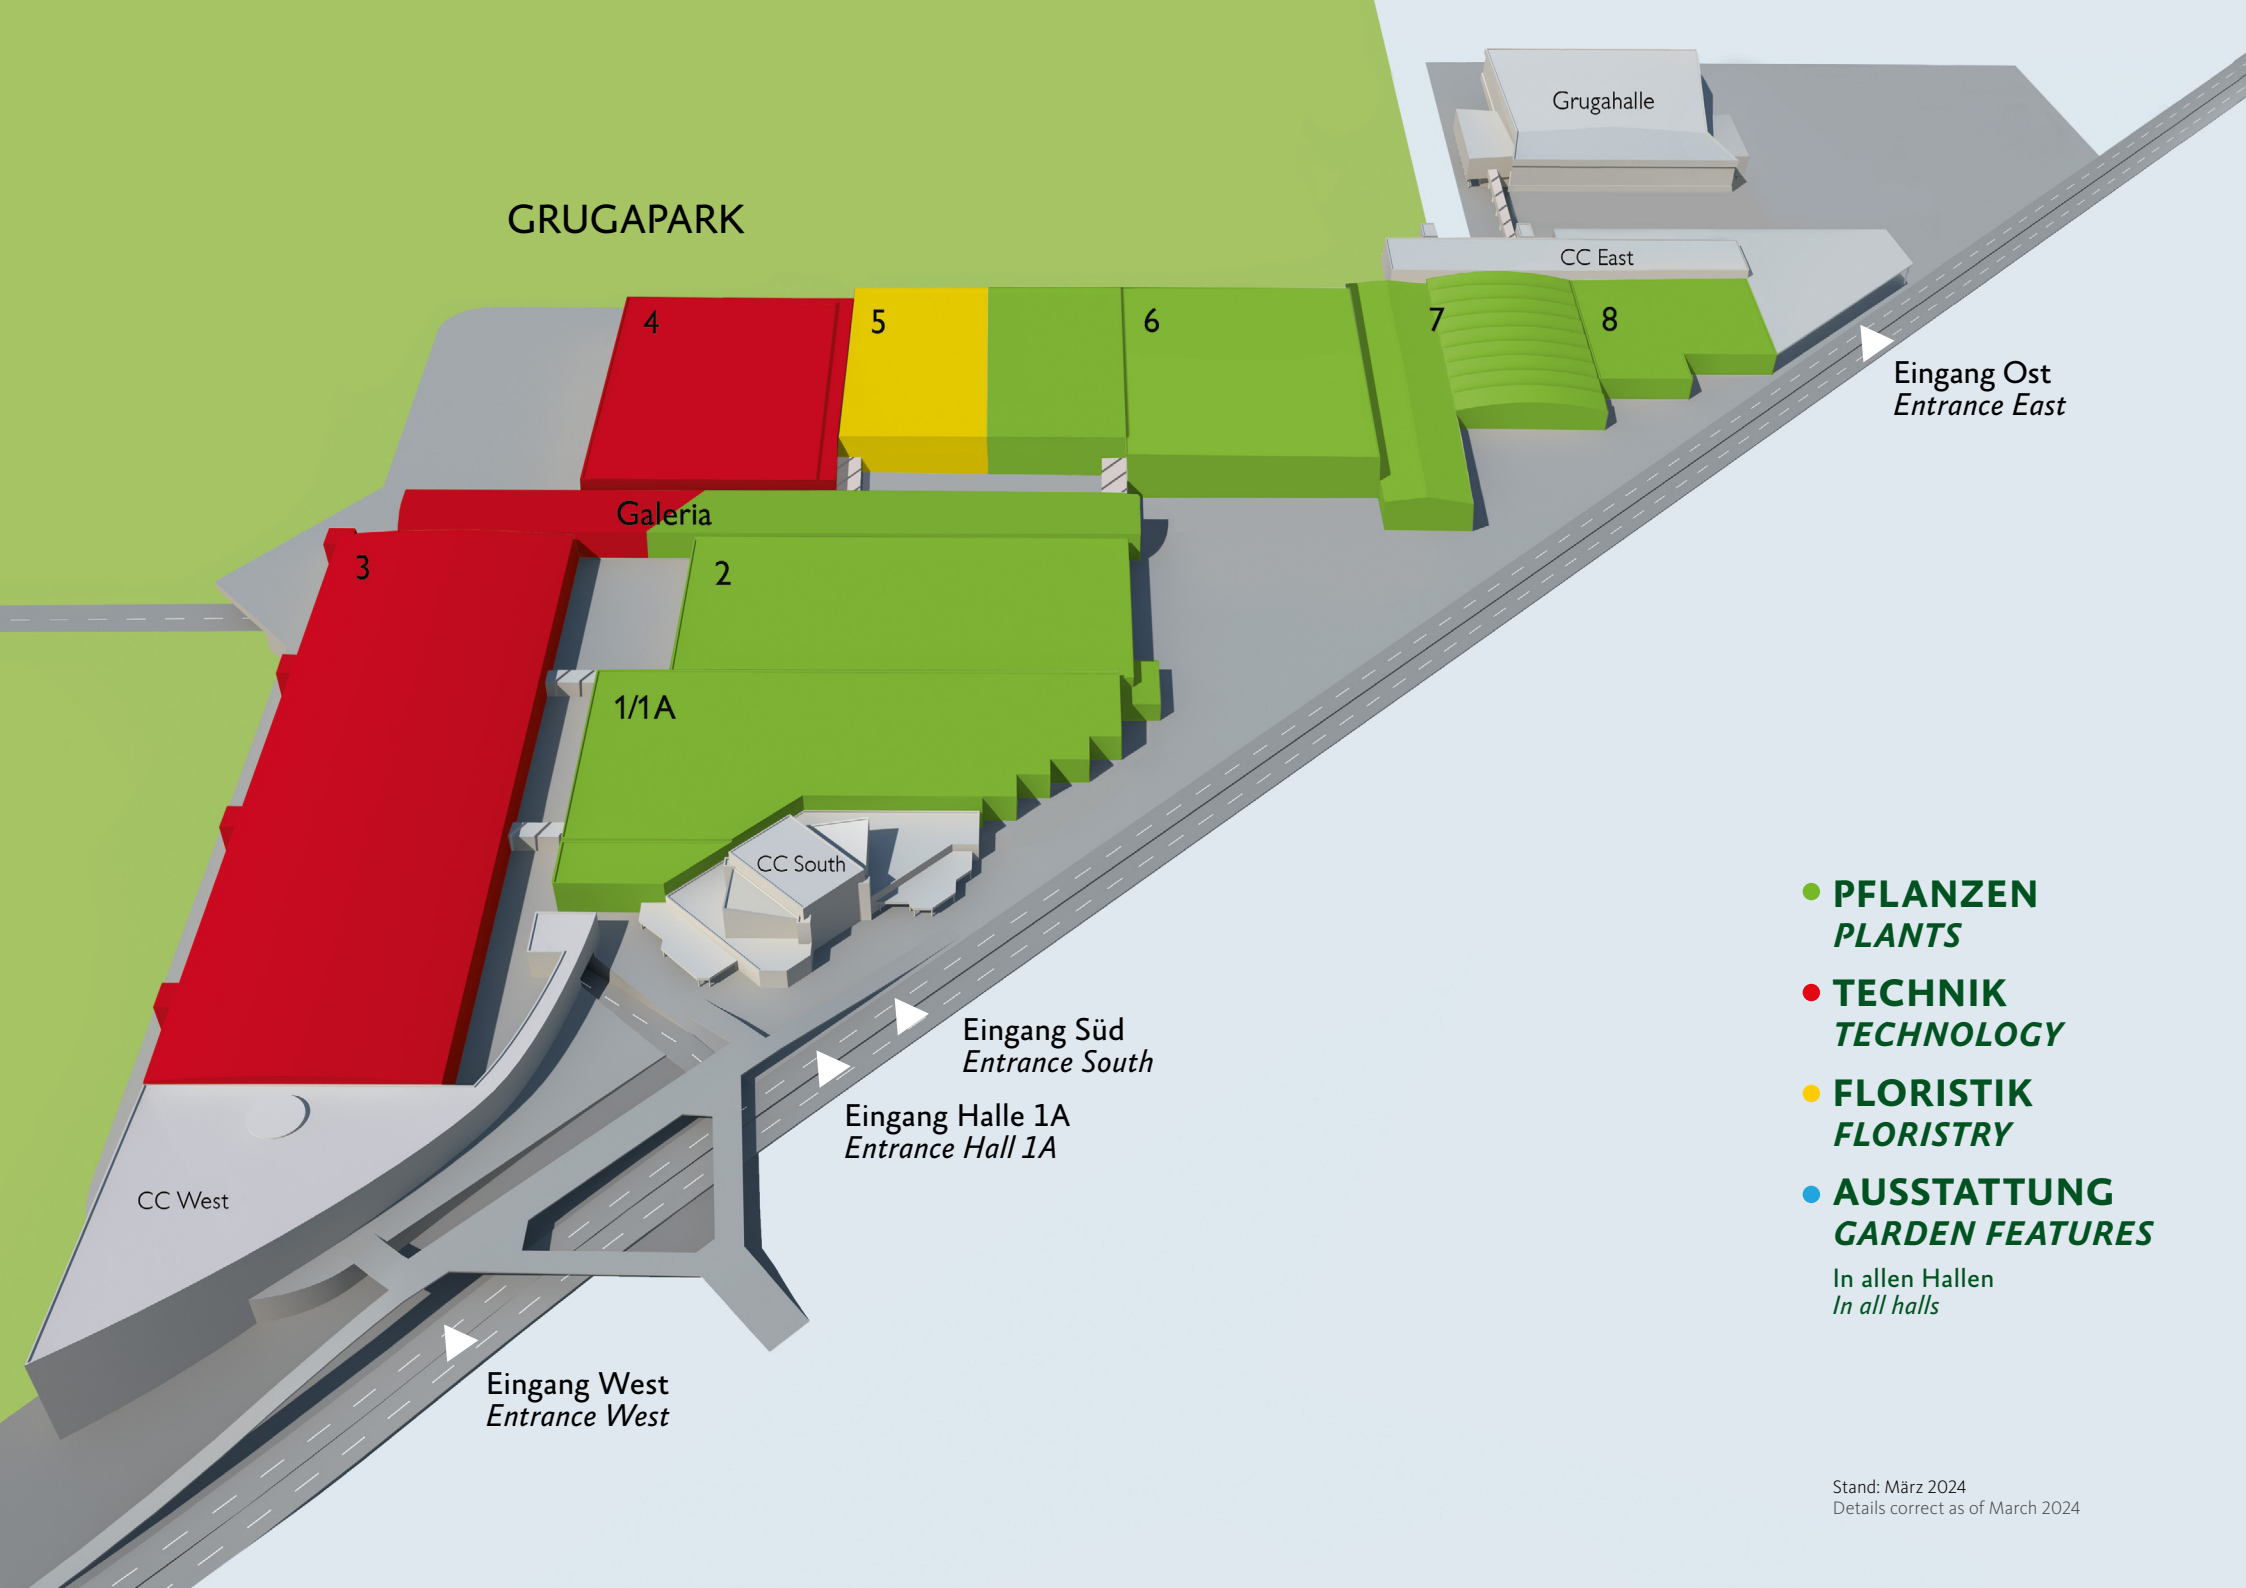 Grugahalle
GRUGAPARK
CC East
4
5
6
7
8
Eingang Ost
Entrance East
Galeria
3
2
1/1A
CC South
PFLANZEN
PLANTS
TECHNIK
TECHNOLOGY
FLORISTIK
FLORISTRY
AUSSTATTUNG
GARDEN FEATURES
In allen Hallen
In all halls
Eingang Süd
Entrance South
Eingang Halle 1A
Entrance Hall 1A
CC West
Eingang West
Entrance West
Stand: März 2024
Details correct as of March 2024